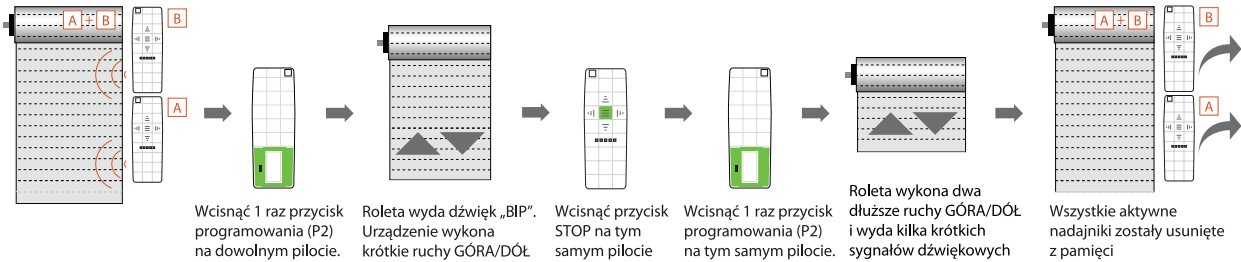 A + B
B
A
Wcisnąć 1 raz przycisk
programowania (P2)
na dowolnym pilocie.
Roleta wyda dźwięk „BIP”.
Urządzenie wykona
krótkie ruchy GÓRA/DÓŁ
Wcisnąć przycisk
STOP na tym
samym pilocie
Wcisnąć 1 raz przycisk
programowania (P2)
na tym samym pilocie.
Roleta wykona dwa
dłuższe ruchy GÓRA/DÓŁ
i wyda kilka krótkich
sygnałów dźwiękowych
A + B
B
A
Wszystkie aktywne
nadajniki zostały usunięte
z pamięci